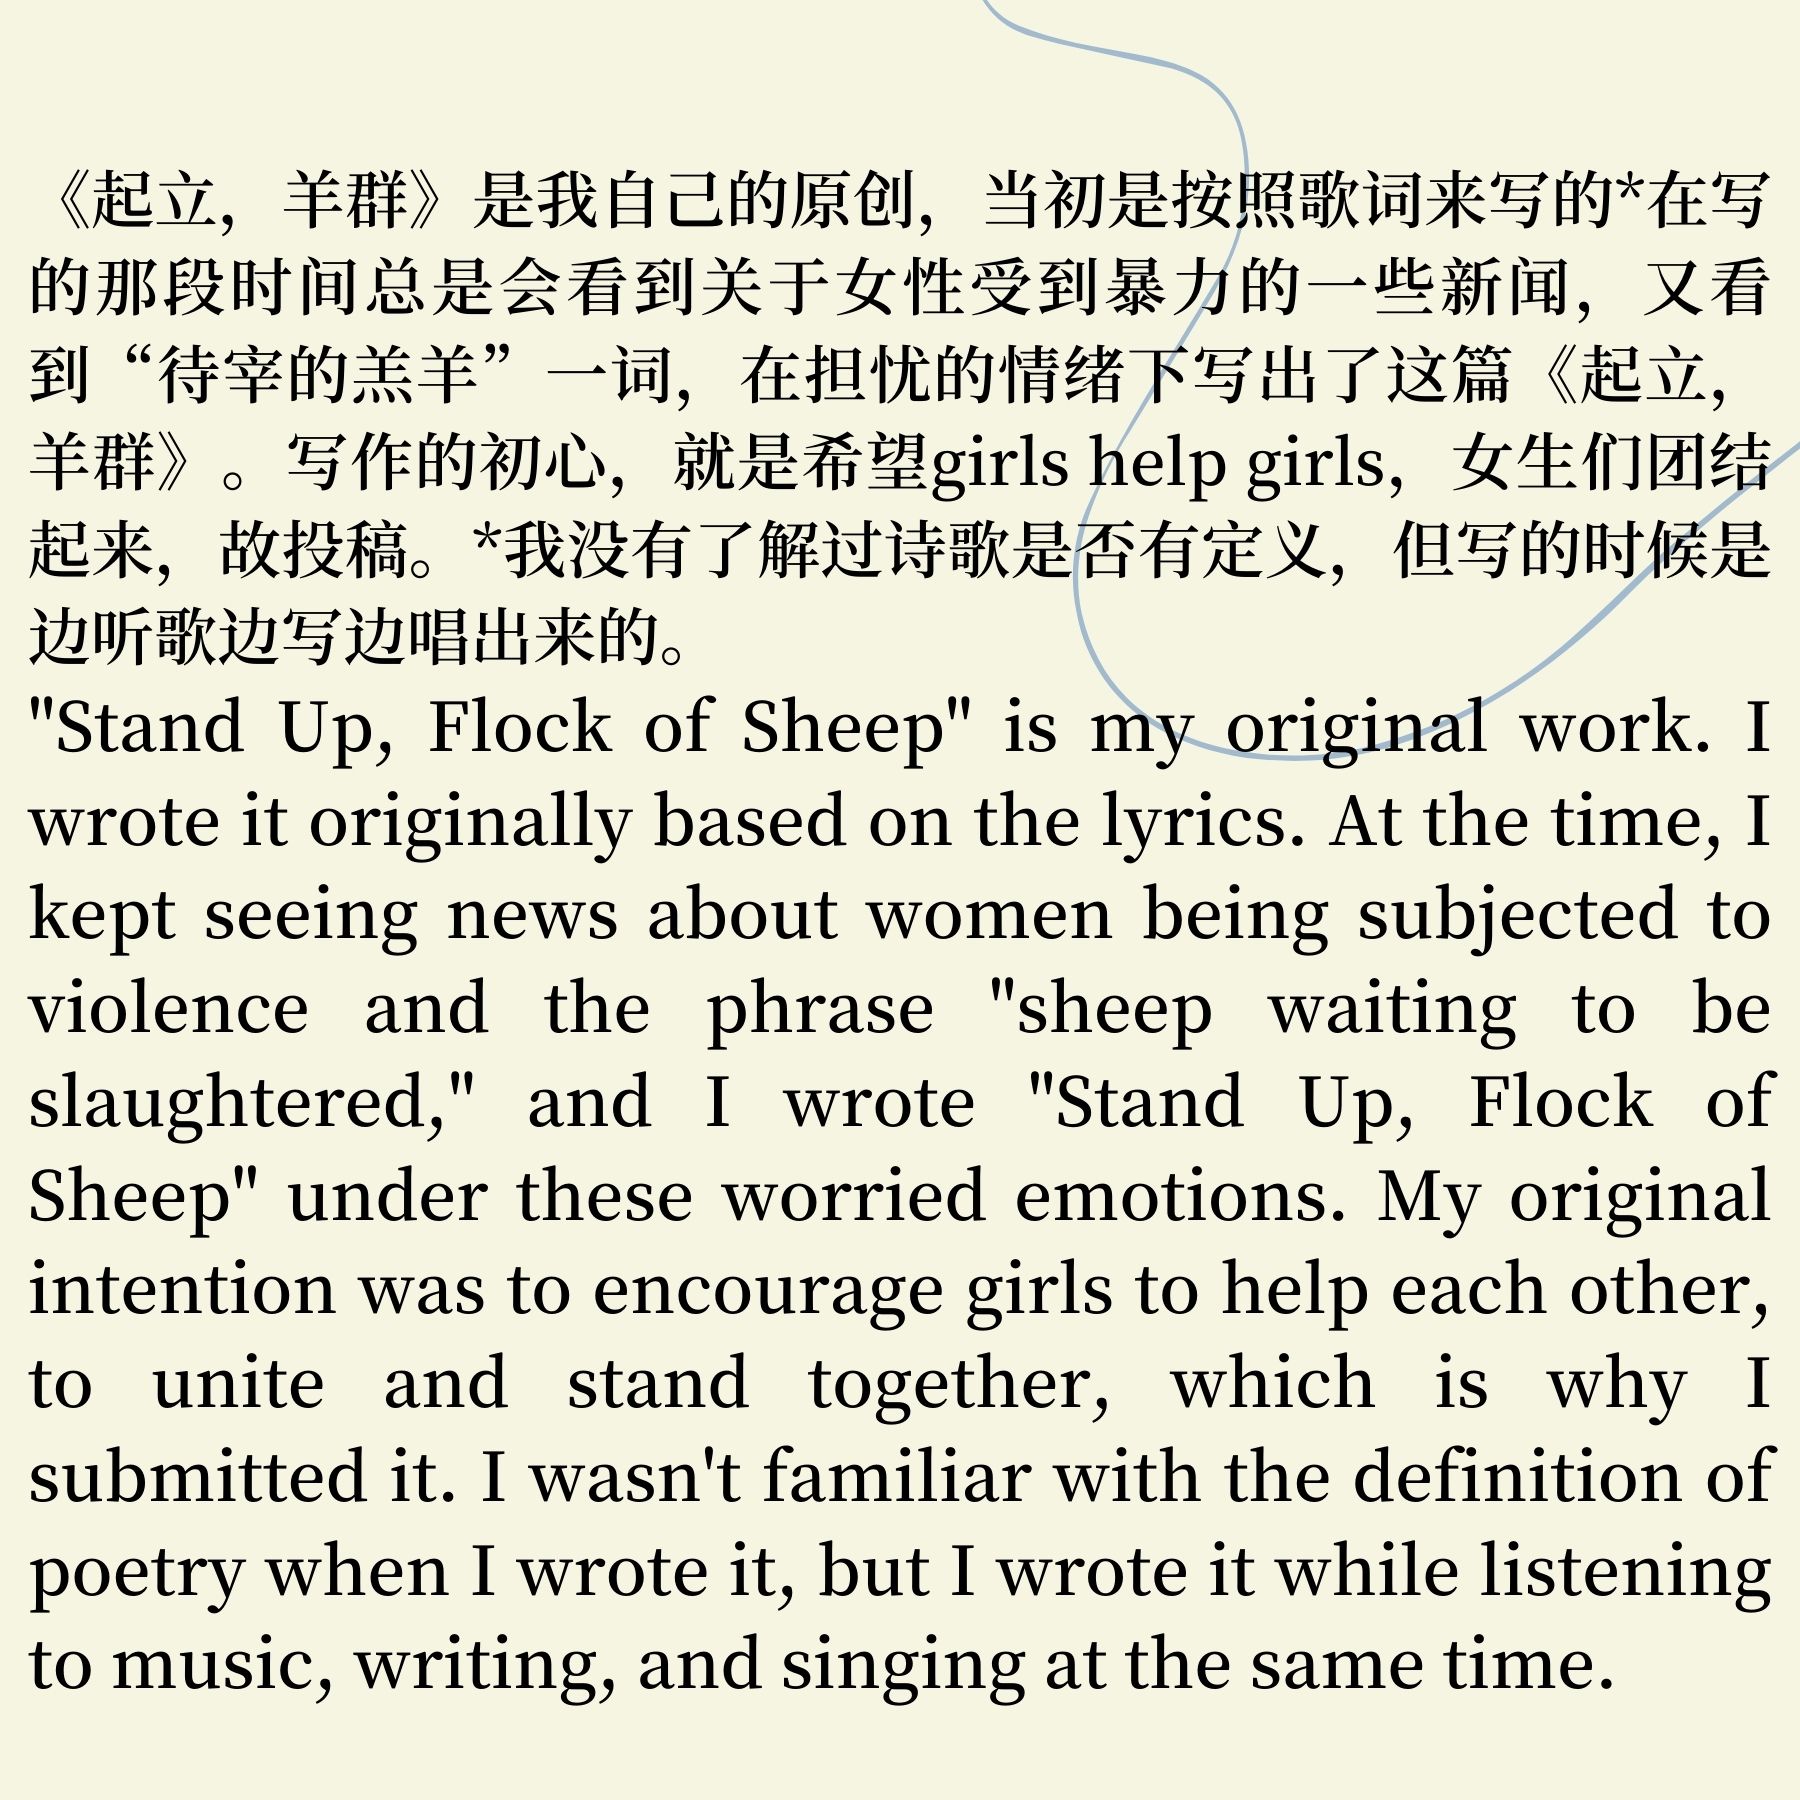 《起立，羊群》是我自己的原创，当初是按照歌词来写的*在写
的那段时间总是会看到关于女性受到暴力的一些新闻，又看
到“待宰的羔羊”一词，在担忧的情绪下写出了这篇《起立，
羊群》。写作的初心，就是希望girls help girls，女生们团结
起来，故投稿。*我没有了解过诗歌是否有定义，但写的时候是
边听歌边写边唱出来的。
"Stand Up, Flock of Sheep" is my original work. I
wrote it originally based on the lyrics. At the time, I
kept seeing news about women being subjected to
violence and the phrase "sheep waiting to be
slaughtered," and I wrote "Stand Up, Flock of
Sheep" under these worried emotions. My original
intention was to encourage girls to help each other,
to unite and stand together, which is why I
submitted it. I wasn't familiar with the definition of
poetry when I wrote it, but I wrote it while listening
to music, writing, and singing at the same time.